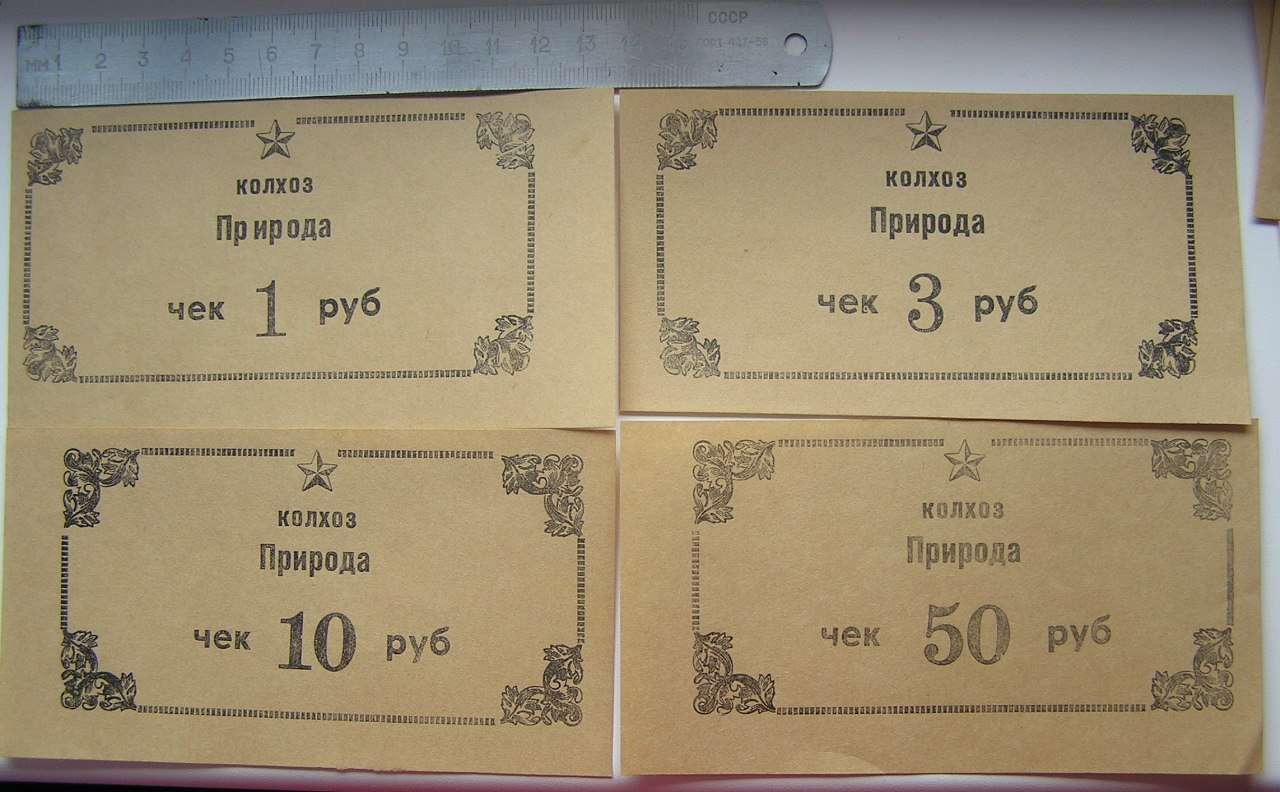 СССР
ГОСТ 427-56
мм 1 2 3 4 5 6 7 8 9 10 11 12 13 14
колхоз
Природа
чек 1 руб
колхоз
Природа
чек 3 руб
колхоз
Природа
чек 10 руб
колхоз
Природа
чек 50 руб